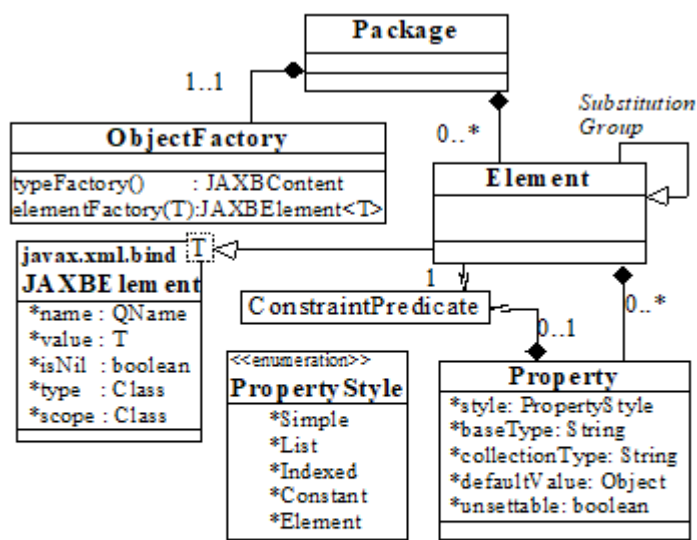 Package
1..1
Substitution
Group
ObjectFactory
0..*
typeFactory() : JAXBContent
elementFactory(T):JAXBElement<T>
Element
javax.xml.bind
T
JAXBElement
1
*name : QName
*value : T
*isNil : boolean
*type : Class
*scope : Class
ConstraintPredicate
0..1
0..*
<<enumeration>>
PropertyStyle
*Simple
*List
*Indexed
*Constant
*Element
Property
*style: PropertyStyle
*baseType: String
*collectionType: String
*defaultValue: Object
*unsettable: boolean